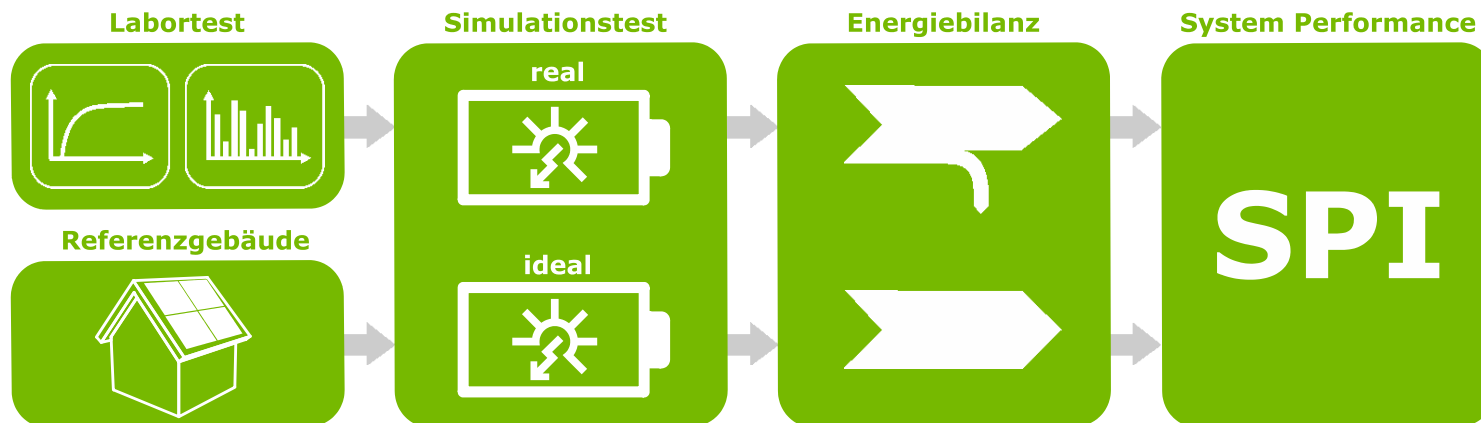 Labortest
Simulationstest
Energiebilanz
System Performance
real
Referenzgebäude
ideal
SPI